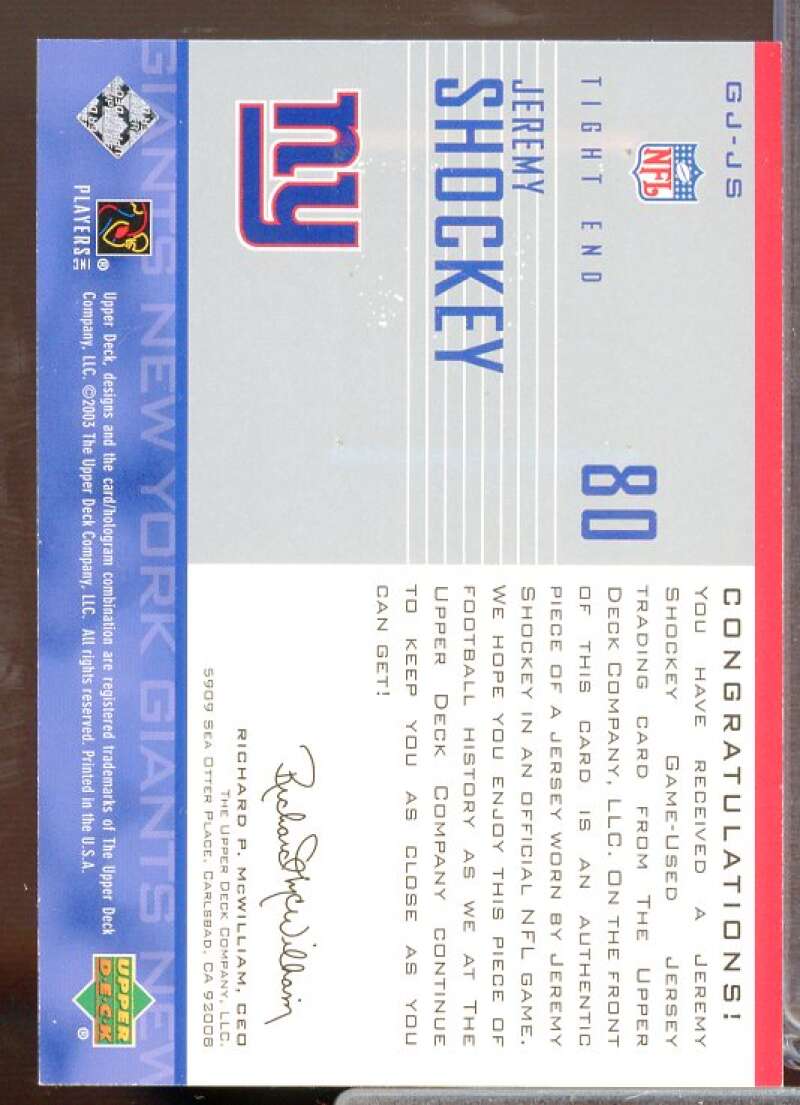 GJ-JS
NFL
TIGHT END
80
JEREMY
SHOCKEY
ny
CONGRATULATIONS!
YOU HAVE RECEIVED A JEREMY
SHOCKEY GAME-USED JERSEY
TRADING CARD FROM THE UPPER
DECK COMPANY, LLC. ON THE FRONT
OF THIS CARD IS AN AUTHENTIC
PIECE OF A JERSEY WORN BY JEREMY
SHOCKEY IN AN OFFICIAL NFL GAME.
WE HOPE YOU ENJOY THIS PIECE OF
FOOTBALL HISTORY AS WE AT THE
UPPER DECK COMPANY CONTINUE
TO KEEP YOU AS CLOSE AS YOU
CAN GET!
Richard P. McWilliam
RICHARD P. MCWILLIAM, CEO
THE UPPER DECK COMPANY, LLC.
5909 SEA OTTER PLACE, CARLSBAD, CA 92008
GIANTS NEW YORK GIANTS NEW
PLAYERS INC ®
Upper Deck, designs and the card/hologram combination are registered trademarks of The Upper Deck
Company, LLC. ©2003 The Upper Deck Company, LLC. All rights reserved. Printed in the U.S.A.
UPPER
DECK ®